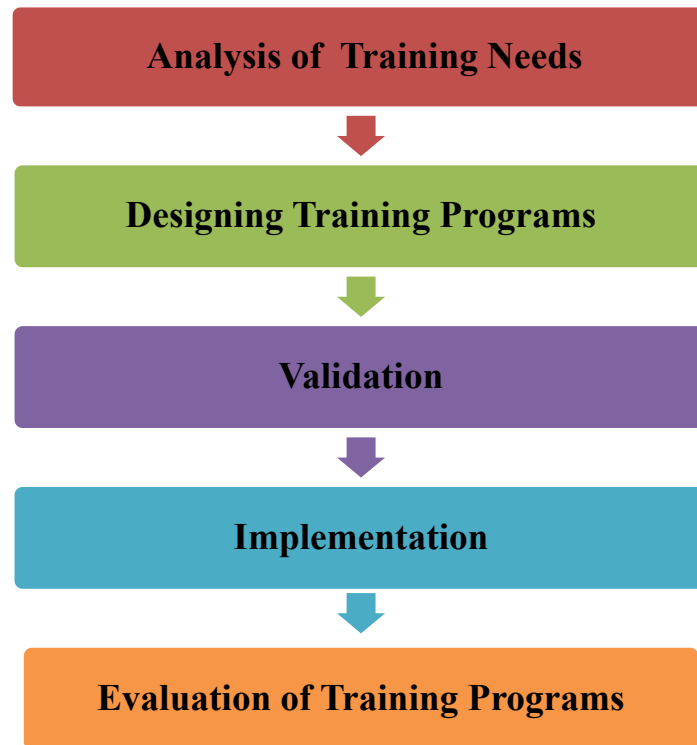 Analysis of  Training Needs
Designing Training Programs
Validation
Implementation
Evaluation of Training Programs